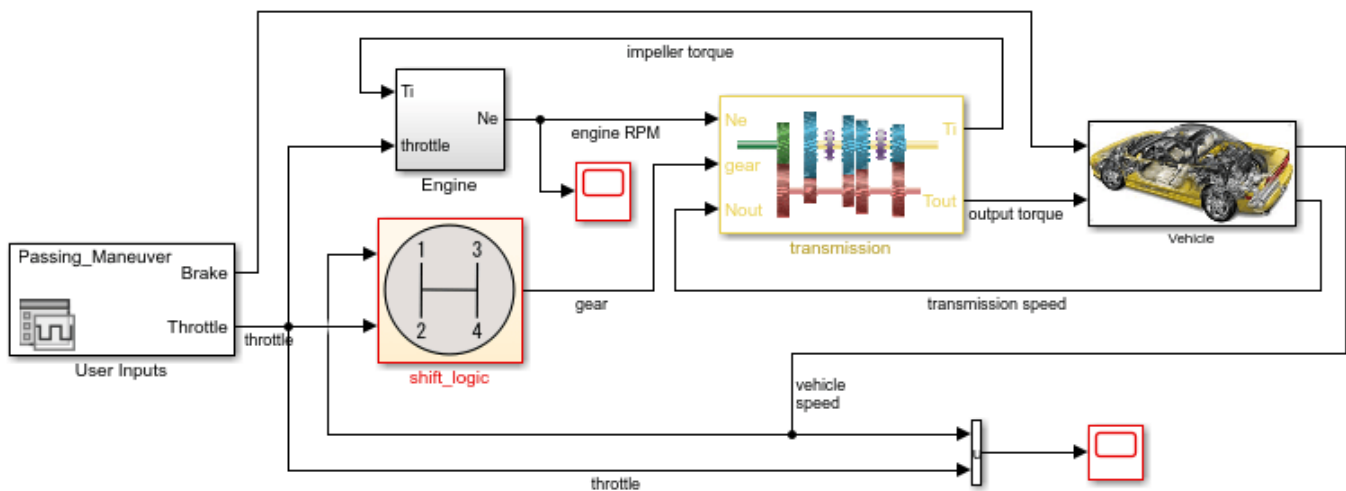 impeller torque
Ti
Ne
throttle
Engine
engine RPM
Ne
gear
Nout
Ti
Tout
transmission
output torque
Vehicle
Passing_Maneuver
Brake
Throttle
User Inputs
throttle
1 3
2 4
shift_logic
gear
transmission speed
vehicle
speed
throttle